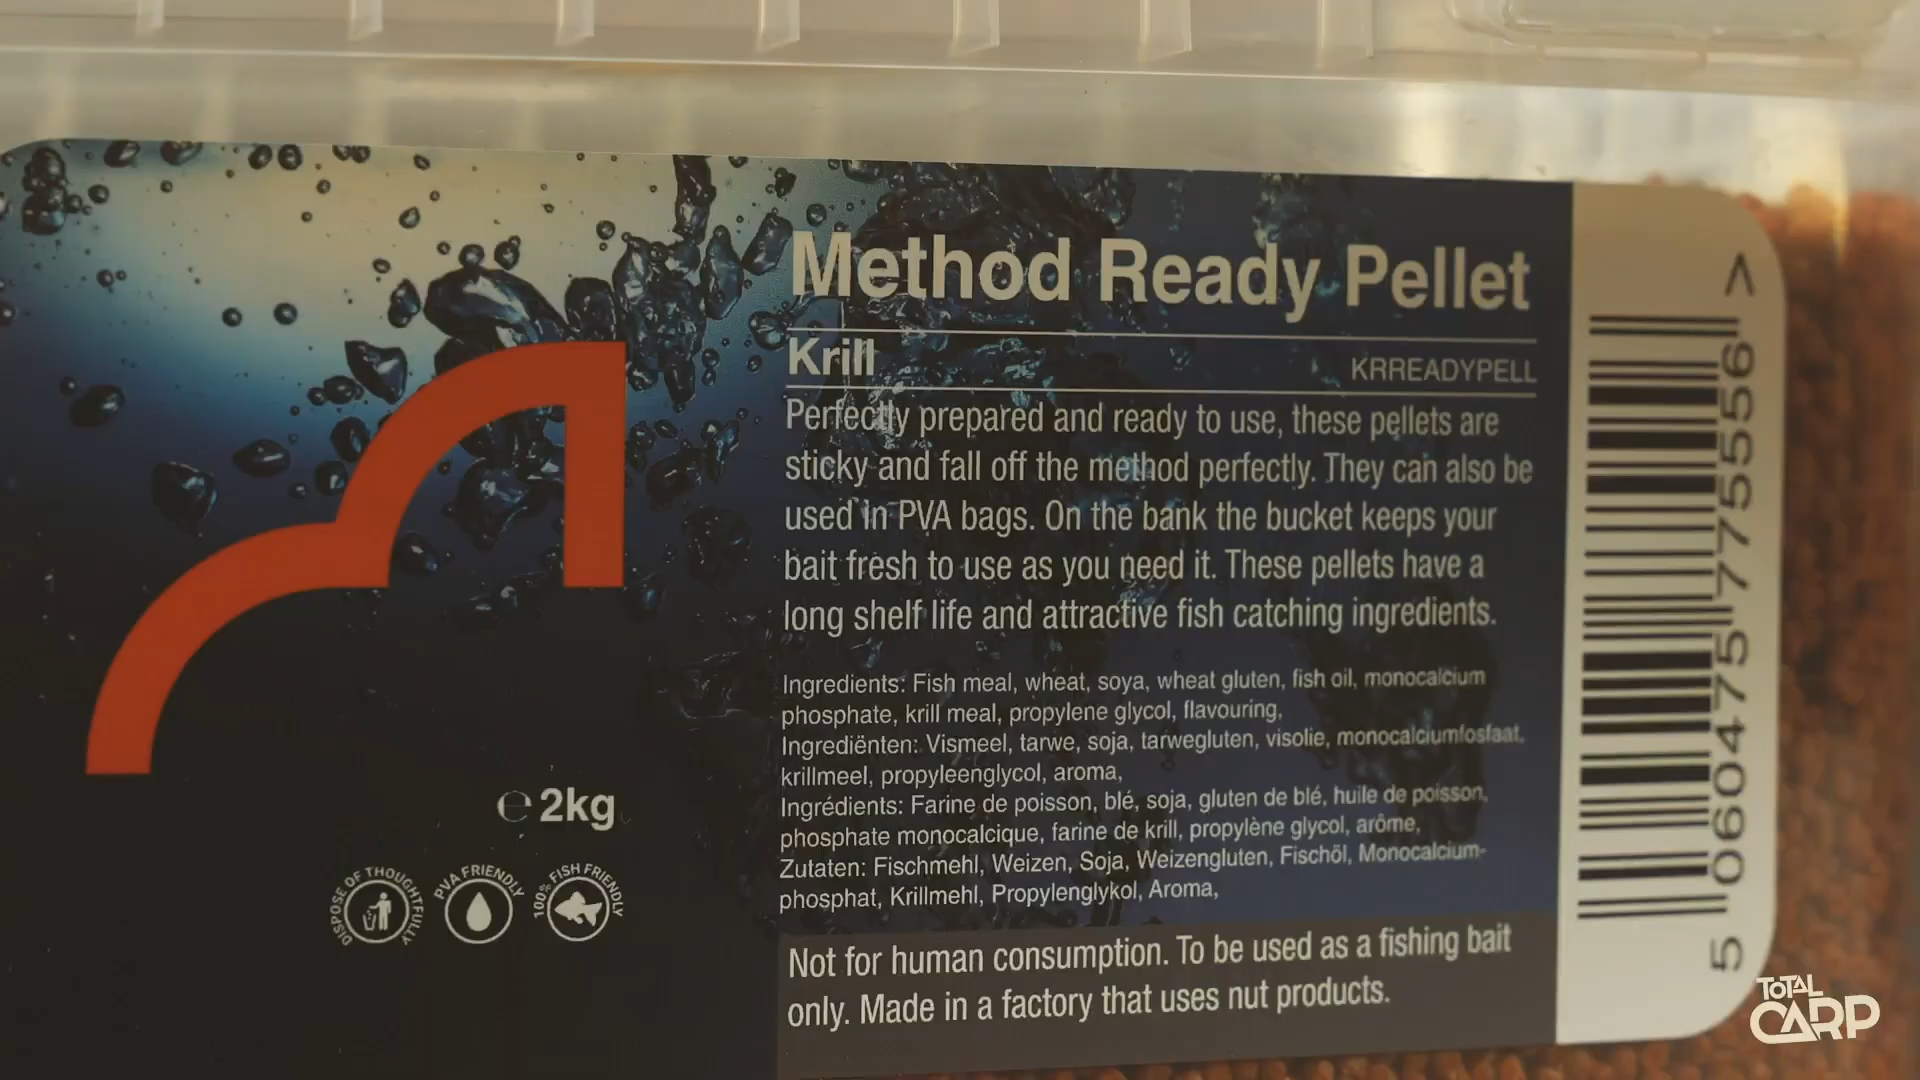 Method Ready Pellet
Krill
KRREADYPELL
Perfectly prepared and ready to use, these pellets are
sticky and fall off the method perfectly. They can also be
used in PVA bags. On the bank the bucket keeps your
bait fresh to use as you need it. These pellets have a
long shelf life and attractive fish catching ingredients.
Ingredients: Fish meal, wheat, soya, wheat gluten, fish oil, monocalcium
phosphate, krill meal, propylene glycol, flavouring,
Ingrediënten: Vismeel, tarwe, soja, tarwegluten, visolie, monocalciumfosfaat,
krillmeel, propyleenglycol, aroma,
Ingrédients: Farine de poisson, blé, soja, gluten de blé, huile de poisson,
phosphate monocalcique, farine de krill, propylène glycol, arôme,
Zutaten: Fischmehl, Weizen, Soja, Weizengluten, Fischöl, Monocalcium-
phosphat, Krillmehl, Propylenglykol, Aroma,
Not for human consumption. To be used as a fishing bait
only. Made in a factory that uses nut products.
℮ 2kg
DISPOSE OF THOUGHTFULLY
PVA FRIENDLY
100% FISH FRIENDLY
5 060475 775556 >
TOTAL
CARP